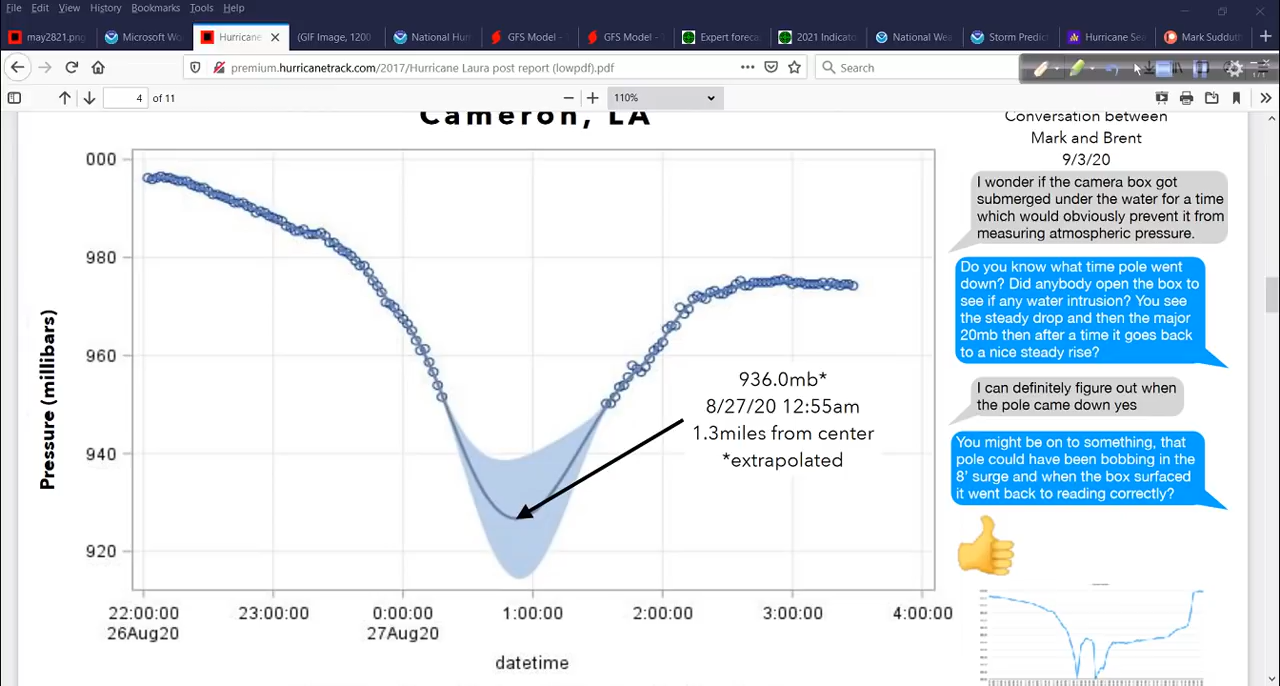 File Edit View History Bookmarks Tools Help
may2821.png
Microsoft Wo
Hurricane
(GIF Image, 1200
National Hur
GFS Model -
GFS Model -
Expert foreca
2021 Indicato
National Wea
Storm Predic
Hurricane Sea
Mark Suddut
premium.hurricanetrack.com/2017/Hurricane Laura post report (lowpdf).pdf
Search
4 of 11
110%
Cameron, LA
000
980
960
940
920
Pressure (millibars)
936.0mb*
8/27/20 12:55am
1.3miles from center
*extrapolated
22:00:00 23:00:00 0:00:00 1:00:00 2:00:00 3:00:00 4:00:00
26Aug20 27Aug20
datetime
Conversation between
Mark and Brent
9/3/20
I wonder if the camera box got
submerged under the water for a time
which would obviously prevent it from
measuring atmospheric pressure.
Do you know what time pole went
down? Did anybody open the box to
see if any water intrusion? You see
the steady drop and then the major
20mb then after a time it goes back
to a nice steady rise?
I can definitely figure out when
the pole came down yes
You might be on to something, that
pole could have been bobbing in the
8' surge and when the box surfaced
it went back to reading correctly?